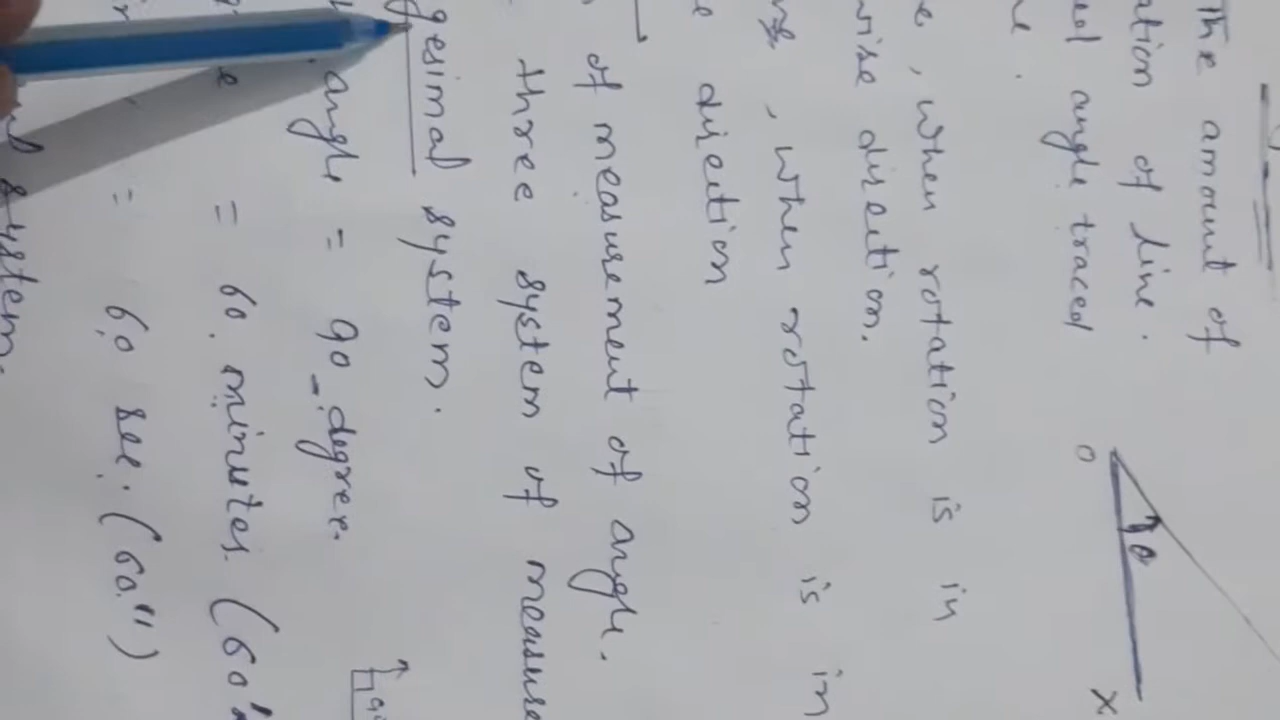 The amount of
ation of line.
angle traced
O
θ
X
, when rotation is in
wise direction.
, when rotation is in
direction
of measurement of angle.
three system of measure
gesimal system.
angle = 90 degree.
= 60 minutes (60'
= 60 sec. (60")
system.